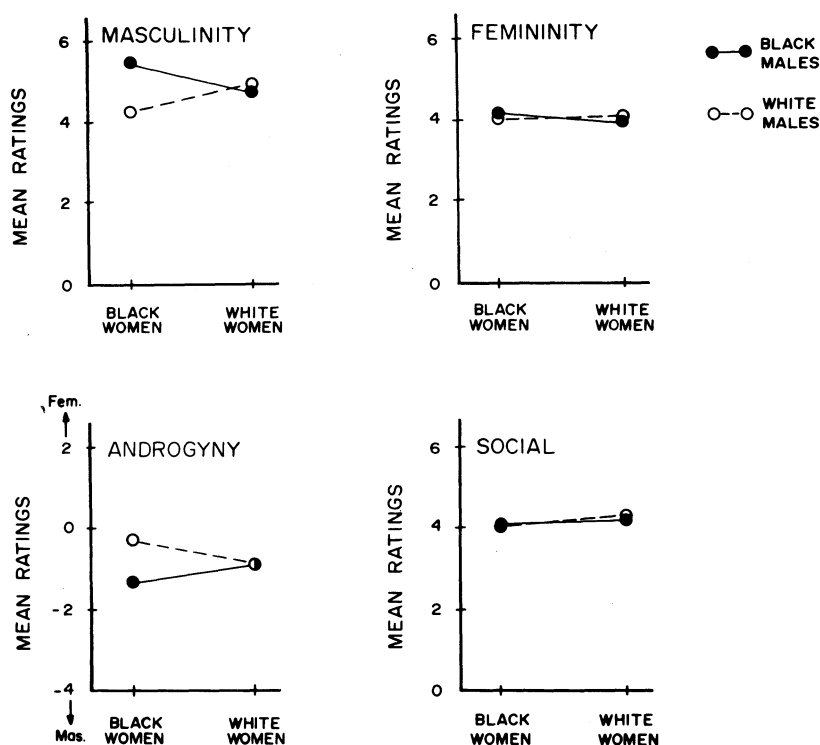 MASCULINITY
6
4
2
0
MEAN RATINGS
BLACK WOMEN
WHITE WOMEN
FEMININITY
6
4
2
0
MEAN RATINGS
BLACK WOMEN
WHITE WOMEN
BLACK MALES
WHITE MALES
Fem.
ANDROGYNY
2
0
-2
-4
Mas.
MEAN RATINGS
BLACK WOMEN
WHITE WOMEN
SOCIAL
6
4
2
0
MEAN RATINGS
BLACK WOMEN
WHITE WOMEN